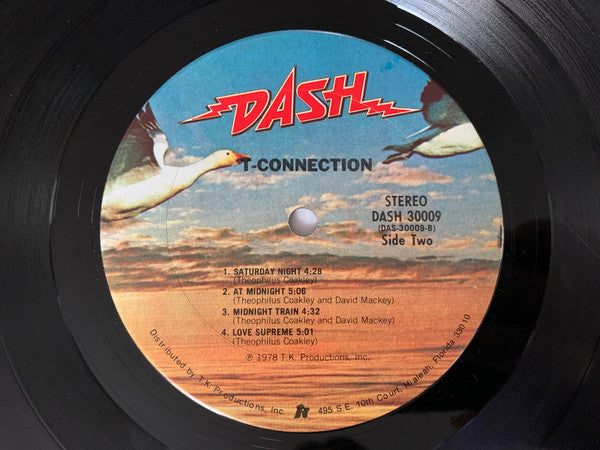 DASH
T-CONNECTION
STEREO
DASH 30009
(DAS-30009-B)
Side Two
1. SATURDAY NIGHT 4:28
(Theophilus Coakley)
2. AT MIDNIGHT 5:06
(Theophilus Coakley and David Mackey)
3. MIDNIGHT TRAIN 4:32
(Theophilus Coakley and David Mackey)
4. LOVE SUPREME 5:01
(Theophilus Coakley)
℗ 1978 T.K. Productions, Inc.
Distributed by T.K. Productions, Inc. 495 S.E. 10th Court, Hialeah, Florida 33010